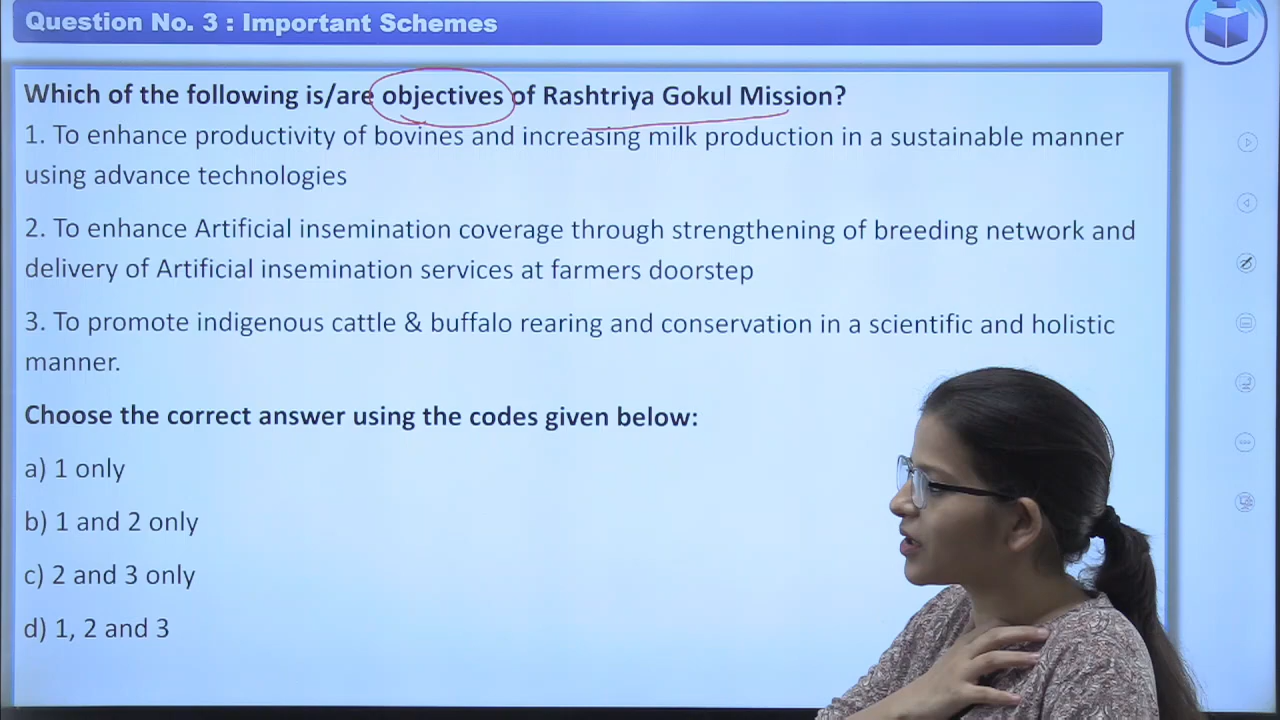 Question No. 3 : Important Schemes
Which of the following is/are objectives of Rashtriya Gokul Mission?
1. To enhance productivity of bovines and increasing milk production in a sustainable manner
using advance technologies
2. To enhance Artificial insemination coverage through strengthening of breeding network and
delivery of Artificial insemination services at farmers doorstep
3. To promote indigenous cattle & buffalo rearing and conservation in a scientific and holistic
manner.
Choose the correct answer using the codes given below:
a) 1 only
b) 1 and 2 only
c) 2 and 3 only
d) 1, 2 and 3